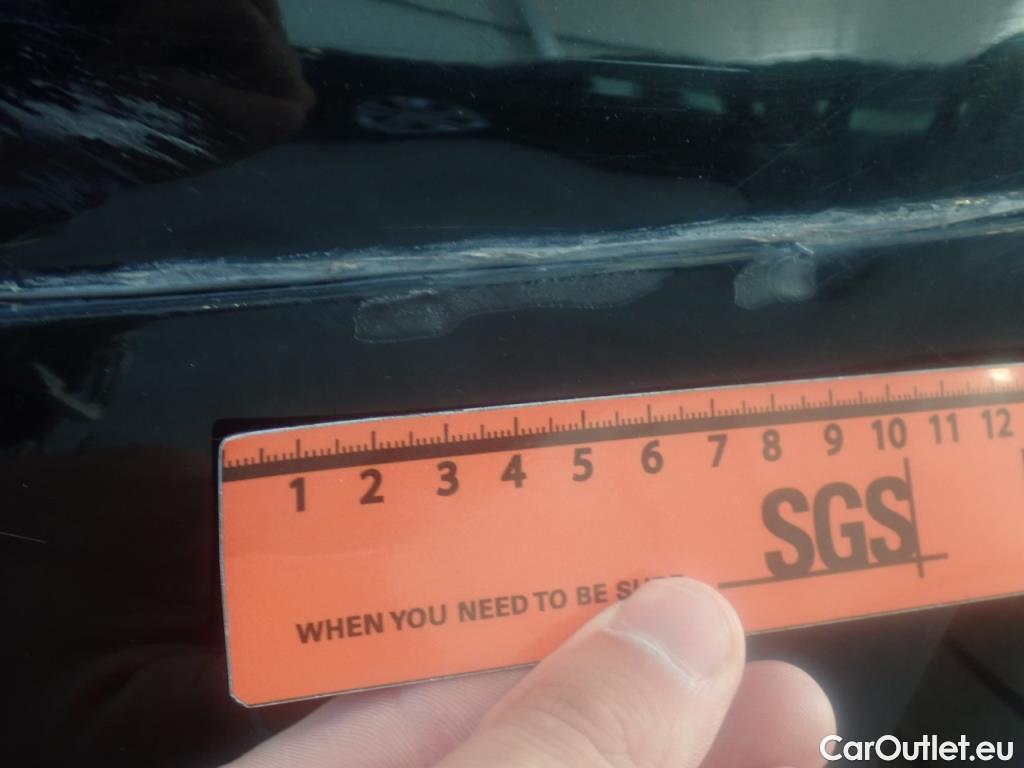 1 2 3 4 5 6 7 8 9 10 11 12
SGS
WHEN YOU NEED TO BE
CarOutlet.eu